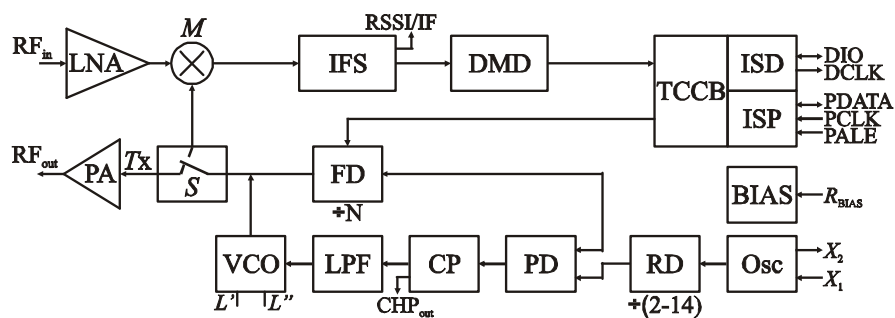 M
RSSI/IF
RF_in
LNA
IFS
DMD
TCCB
ISD
DIO
DCLK
ISP
PDATA
PCLK
PALE
RF_out
PA
Tx
S
FD
÷N
BIAS
R_BIAS
VCO
LPF
CP
PD
RD
Osc
X_2
X_1
L' L"
CHP_out
÷(2-14)